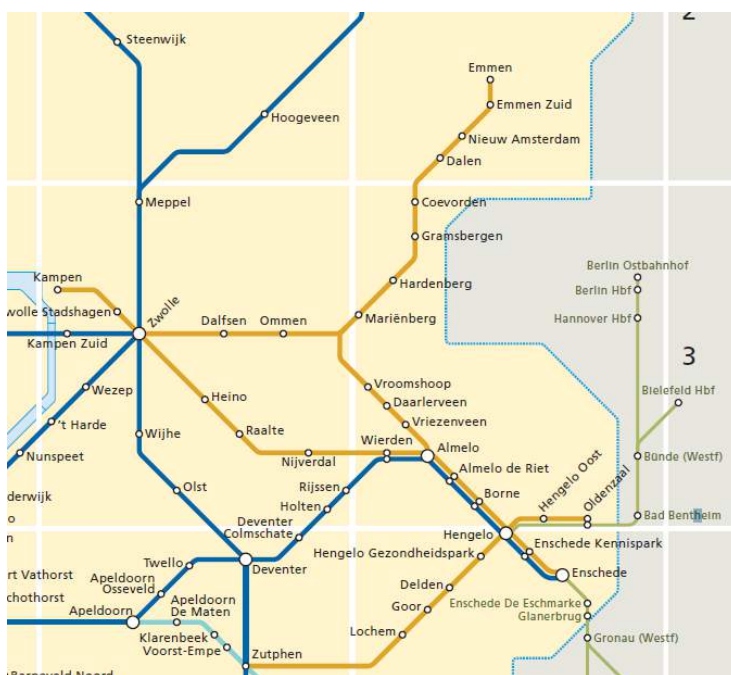 2
Steenwijk
Hoogeveen
Emmen
Emmen Zuid
Nieuw Amsterdam
Dalen
Meppel
Coevorden
Gramsbergen
Hardenberg
Mariënberg
Kampen
wolle Stadshagen
Zwolle
Kampen Zuid
Dalfsen
Ommen
Berlin Ostbahnhof
Berlin Hbf
Hannover Hbf
3
Bielefeld Hbf
Vroomshoop
Daarlerveen
Vriezenveen
Wezep
Heino
't Harde
Raalte
Wijhe
Wierden
Almelo
Nunspeet
Nijverdal
Almelo de Riet
Bünde (Westf)
Olst
Rijssen
Borne
Hengelo Oost
Oldenzaal
derwijk
Holten
Bad Bentheim
o
Deventer
Colmschate
Hengelo
n
Enschede Kennispark
Hengelo Gezondheidspark
Twello
Deventer
Enschede
rt Vathorst
Apeldoorn
Osseveld
Delden
chothorst
Apeldoorn
De Maten
Goor
Enschede De Eschmarke
Glanerbrug
Apeldoorn
Klarenbeek
Voorst-Empe
Lochem
Gronau (Westf)
Zutphen
Barneveld Noord